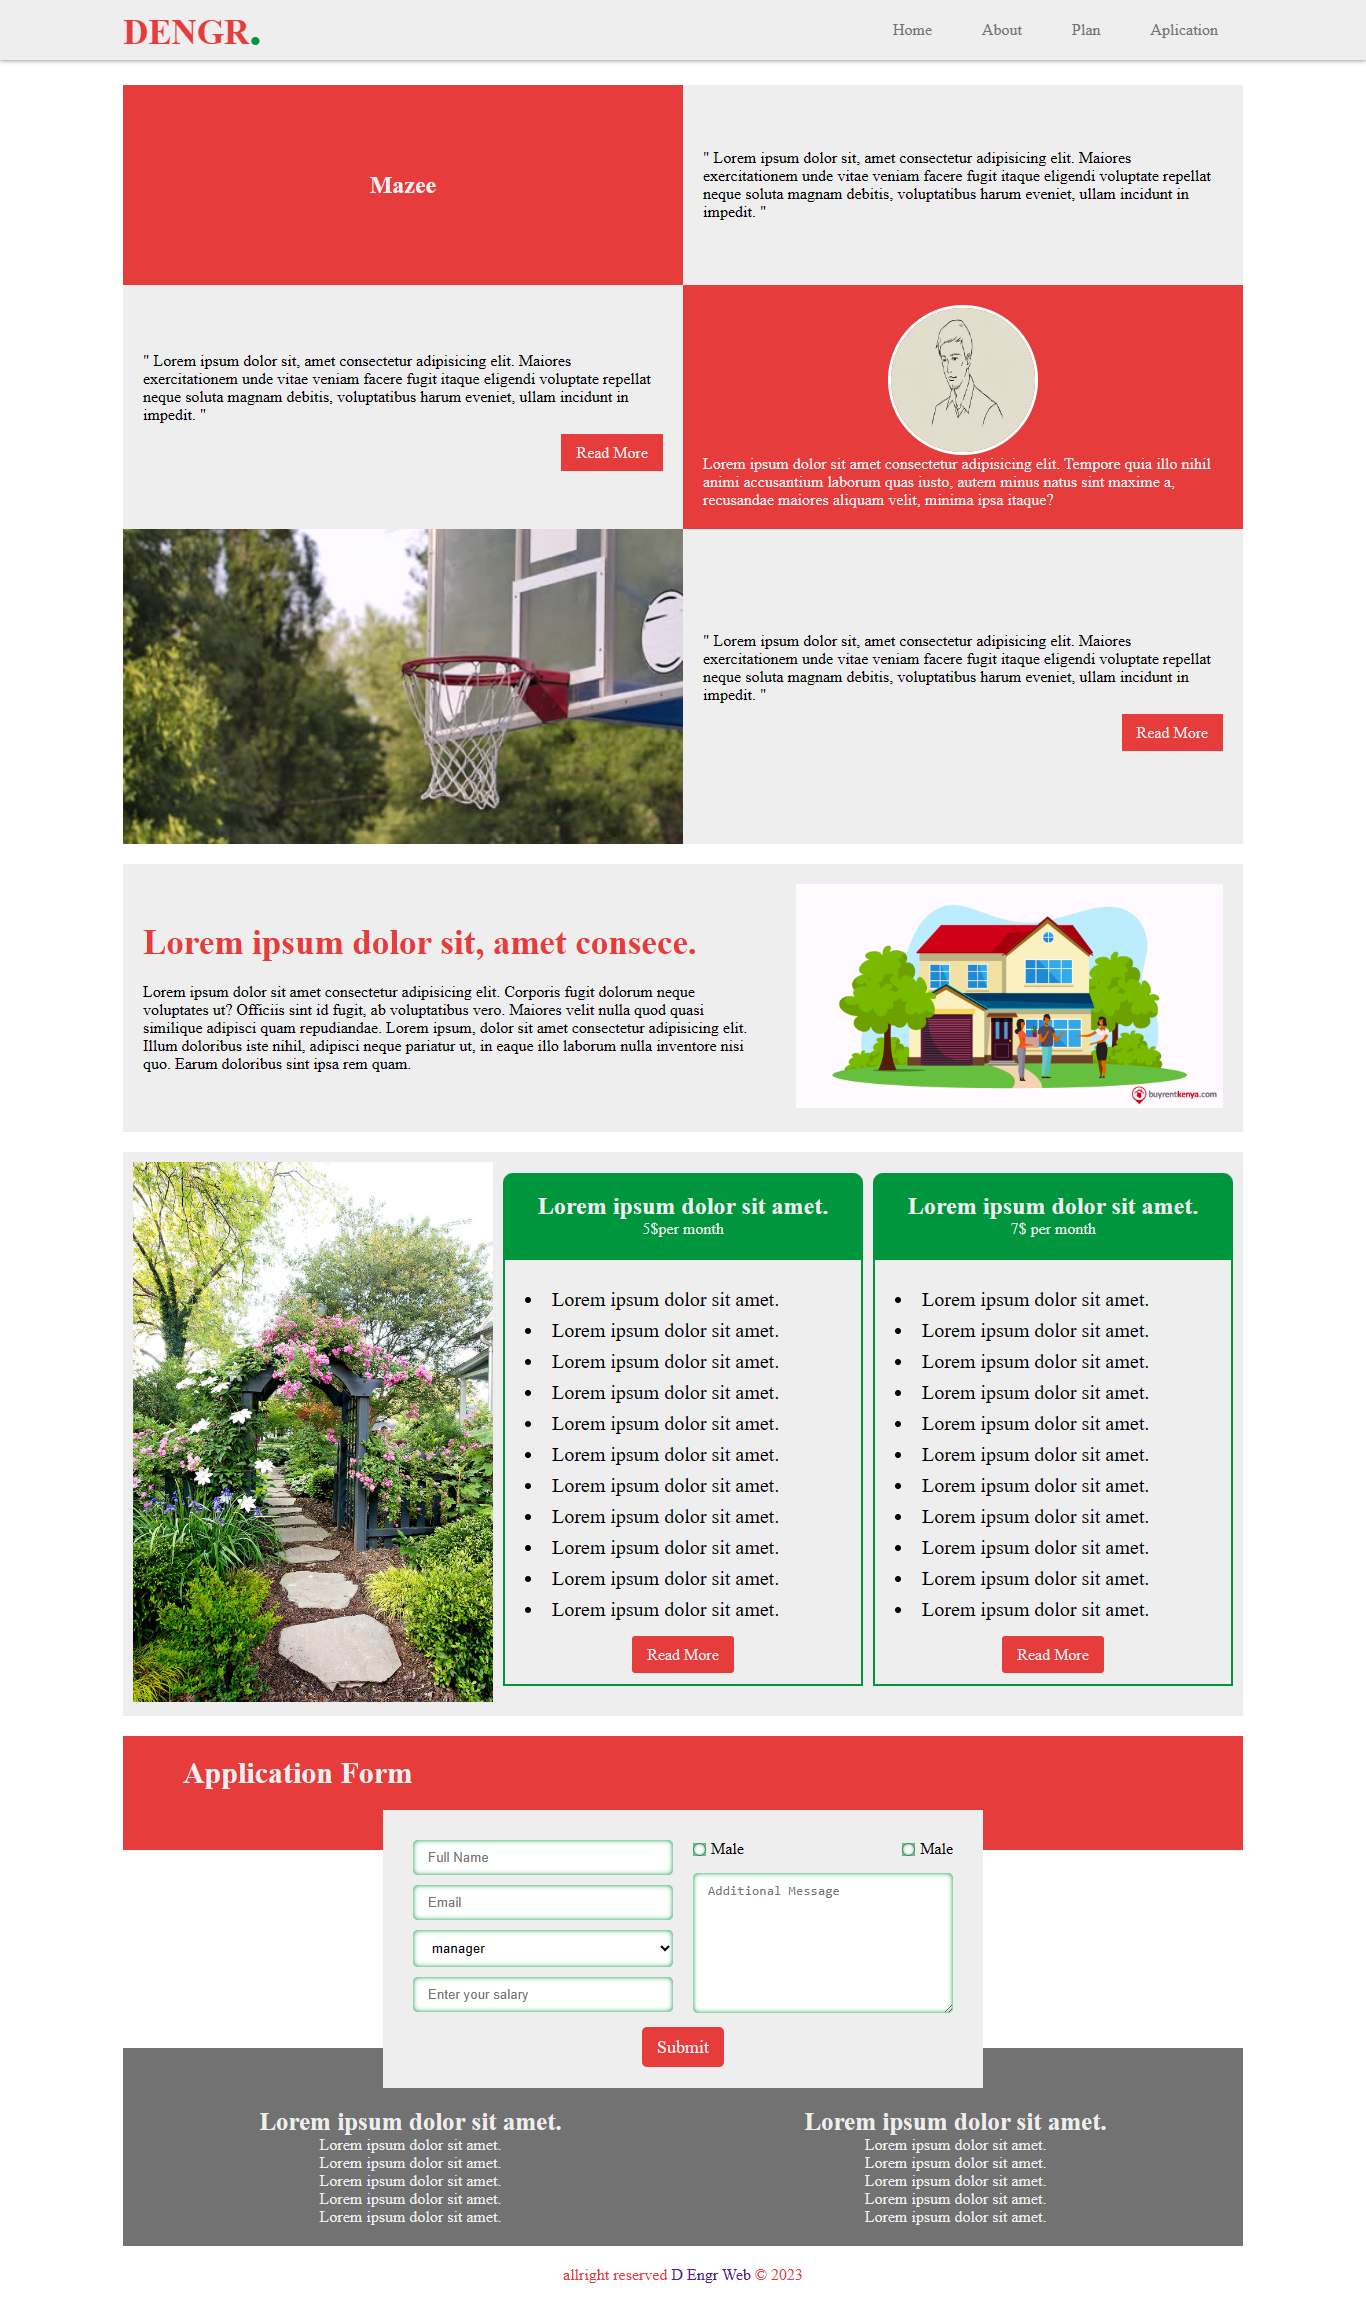 DENGR.
Home About Plan Aplication
Mazee
" Lorem ipsum dolor sit, amet consectetur adipisicing elit. Maiores
exercitationem unde vitae veniam facere fugit itaque eligendi voluptate repellat
neque soluta magnam debitis, voluptatibus harum eveniet, ullam incidunt in
impedit. "
" Lorem ipsum dolor sit, amet consectetur adipisicing elit. Maiores
exercitationem unde vitae veniam facere fugit itaque eligendi voluptate repellat
neque soluta magnam debitis, voluptatibus harum eveniet, ullam incidunt in
impedit. "
Read More
Lorem ipsum dolor sit amet consectetur adipisicing elit. Tempore quia illo nihil
animi accusantium laborum quas iusto, autem minus natus sint maxime a,
recusandae maiores aliquam velit, minima ipsa itaque?
" Lorem ipsum dolor sit, amet consectetur adipisicing elit. Maiores
exercitationem unde vitae veniam facere fugit itaque eligendi voluptate repellat
neque soluta magnam debitis, voluptatibus harum eveniet, ullam incidunt in
impedit. "
Read More
Lorem ipsum dolor sit, amet consece.
Lorem ipsum dolor sit amet consectetur adipisicing elit. Corporis fugit dolorum neque
voluptates ut? Officiis sint id fugit, ab voluptatibus vero. Maiores velit nulla quod quasi
similique adipisci quam repudiandae. Lorem ipsum, dolor sit amet consectetur adipisicing elit.
Illum doloribus iste nihil, adipisci neque pariatur ut, in eaque illo laborum nulla inventore nisi
quo. Earum doloribus sint ipsa rem quam.
buyrentkenya.com
Lorem ipsum dolor sit amet.
5$per month
Lorem ipsum dolor sit amet.
Lorem ipsum dolor sit amet.
Lorem ipsum dolor sit amet.
Lorem ipsum dolor sit amet.
Lorem ipsum dolor sit amet.
Lorem ipsum dolor sit amet.
Lorem ipsum dolor sit amet.
Lorem ipsum dolor sit amet.
Lorem ipsum dolor sit amet.
Lorem ipsum dolor sit amet.
Lorem ipsum dolor sit amet.
Read More
Lorem ipsum dolor sit amet.
7$ per month
Lorem ipsum dolor sit amet.
Lorem ipsum dolor sit amet.
Lorem ipsum dolor sit amet.
Lorem ipsum dolor sit amet.
Lorem ipsum dolor sit amet.
Lorem ipsum dolor sit amet.
Lorem ipsum dolor sit amet.
Lorem ipsum dolor sit amet.
Lorem ipsum dolor sit amet.
Lorem ipsum dolor sit amet.
Lorem ipsum dolor sit amet.
Read More
Application Form
Full Name
Email
manager
Enter your salary
Male Male
Additional Message
Submit
Lorem ipsum dolor sit amet.
Lorem ipsum dolor sit amet.
Lorem ipsum dolor sit amet.
Lorem ipsum dolor sit amet.
Lorem ipsum dolor sit amet.
Lorem ipsum dolor sit amet.
Lorem ipsum dolor sit amet.
Lorem ipsum dolor sit amet.
Lorem ipsum dolor sit amet.
Lorem ipsum dolor sit amet.
Lorem ipsum dolor sit amet.
Lorem ipsum dolor sit amet.
allright reserved D Engr Web © 2023